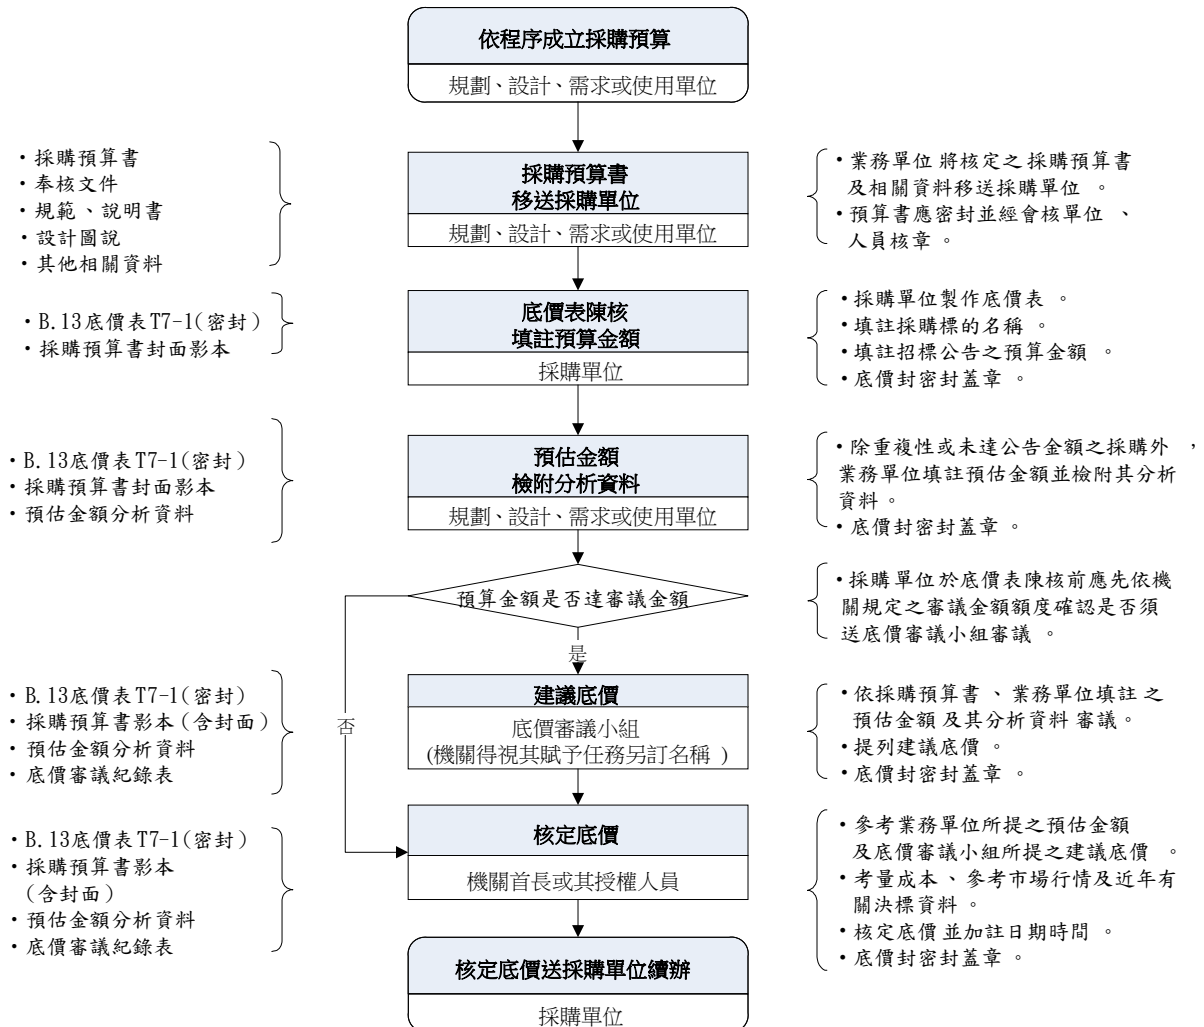 依程序成立採購預算
規劃、設計、需求或使用單位
・採購預算書
・奉核文件
・規範、說明書
・設計圖說
・其他相關資料
採購預算書
移送採購單位
規劃、設計、需求或使用單位
・業務單位 將核定之 採購預算書
及相關資料移送採購單位 。
・預算書應密封並經會核單位 、
人員核章 。
・B.13底價表T7-1(密封)
・採購預算書封面影本
底價表陳核
填註預算金額
採購單位
・採購單位製作底價表 。
・填註採購標的名稱 。
・填註招標公告之預算金額 。
・底價封密封蓋章 。
・B.13底價表T7-1(密封)
・採購預算書封面影本
・預估金額分析資料
預估金額
檢附分析資料
規劃、設計、需求或使用單位
・除重複性或未達公告金額之採購外 ,
業務單位填註預估金額並檢附其分析
資料。
・底價封密封蓋章 。
預算金額是否達審議金額
・採購單位於底價表陳核前應先依機
關規定之審議金額額度確認是否須
送底價審議小組審議 。
是
否
・B.13底價表T7-1(密封)
・採購預算書影本(含封面)
・預估金額分析資料
・底價審議紀錄表
建議底價
底價審議小組
(機關得視其賦予任務另訂名稱 )
・依採購預算書 、業務單位填註 之
預估金額 及其分析資料 審議。
・提列建議底價 。
・底價封密封蓋章 。
・B.13底價表T7-1(密封)
・採購預算書影本
(含封面)
・預估金額分析資料
・底價審議紀錄表
核定底價
機關首長或其授權人員
・參考業務單位所提之預估金額
及底價審議小組所提之建議底價 。
・考量成本、參考市場行情及近年有
關決標資料 。
・核定底價 並加註日期時間 。
・底價封密封蓋章 。
核定底價送採購單位續辦
採購單位